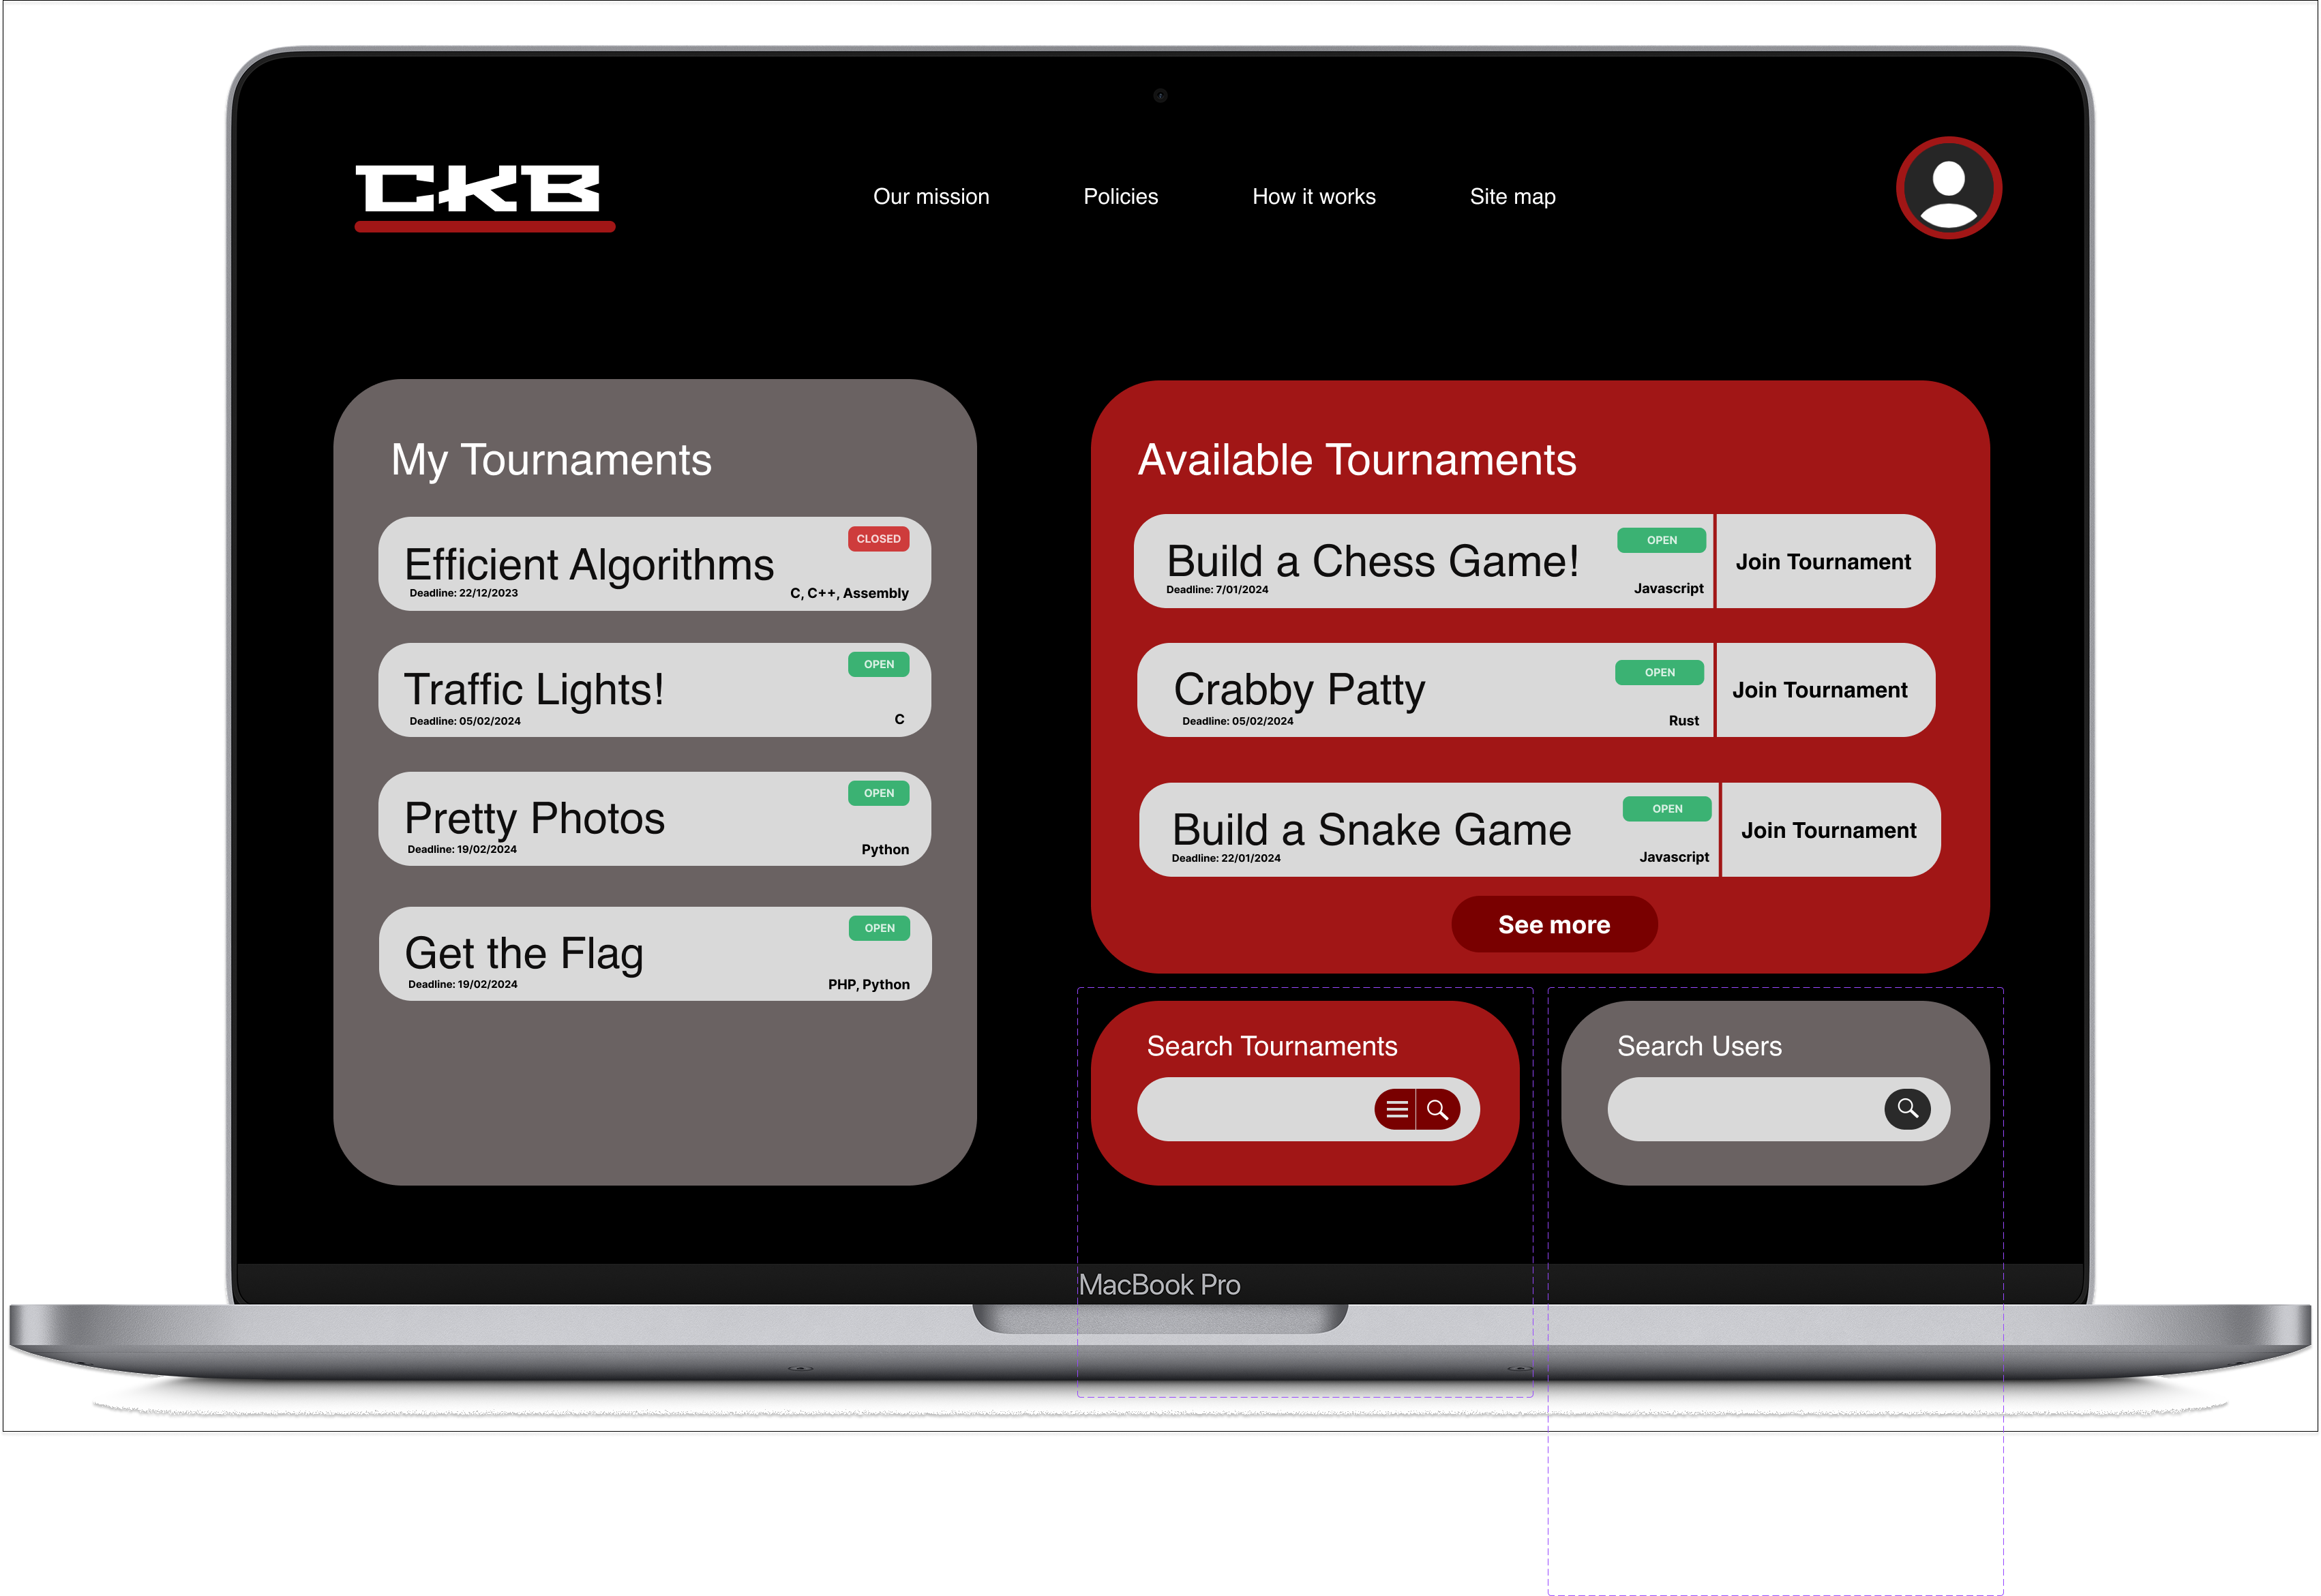 CKB
Our mission
Policies
How it works
Site map
My Tournaments
Efficient Algorithms
CLOSED
Deadline: 22/12/2023
C, C++, Assembly
Traffic Lights!
OPEN
Deadline: 05/02/2024
C
Pretty Photos
OPEN
Deadline: 19/02/2024
Python
Get the Flag
OPEN
Deadline: 19/02/2024
PHP, Python
Available Tournaments
Build a Chess Game!
OPEN
Deadline: 7/01/2024
Javascript
Join Tournament
Crabby Patty
OPEN
Deadline: 05/02/2024
Rust
Join Tournament
Build a Snake Game
OPEN
Deadline: 22/01/2024
Javascript
Join Tournament
See more
Search Tournaments
Search Users
MacBook Pro